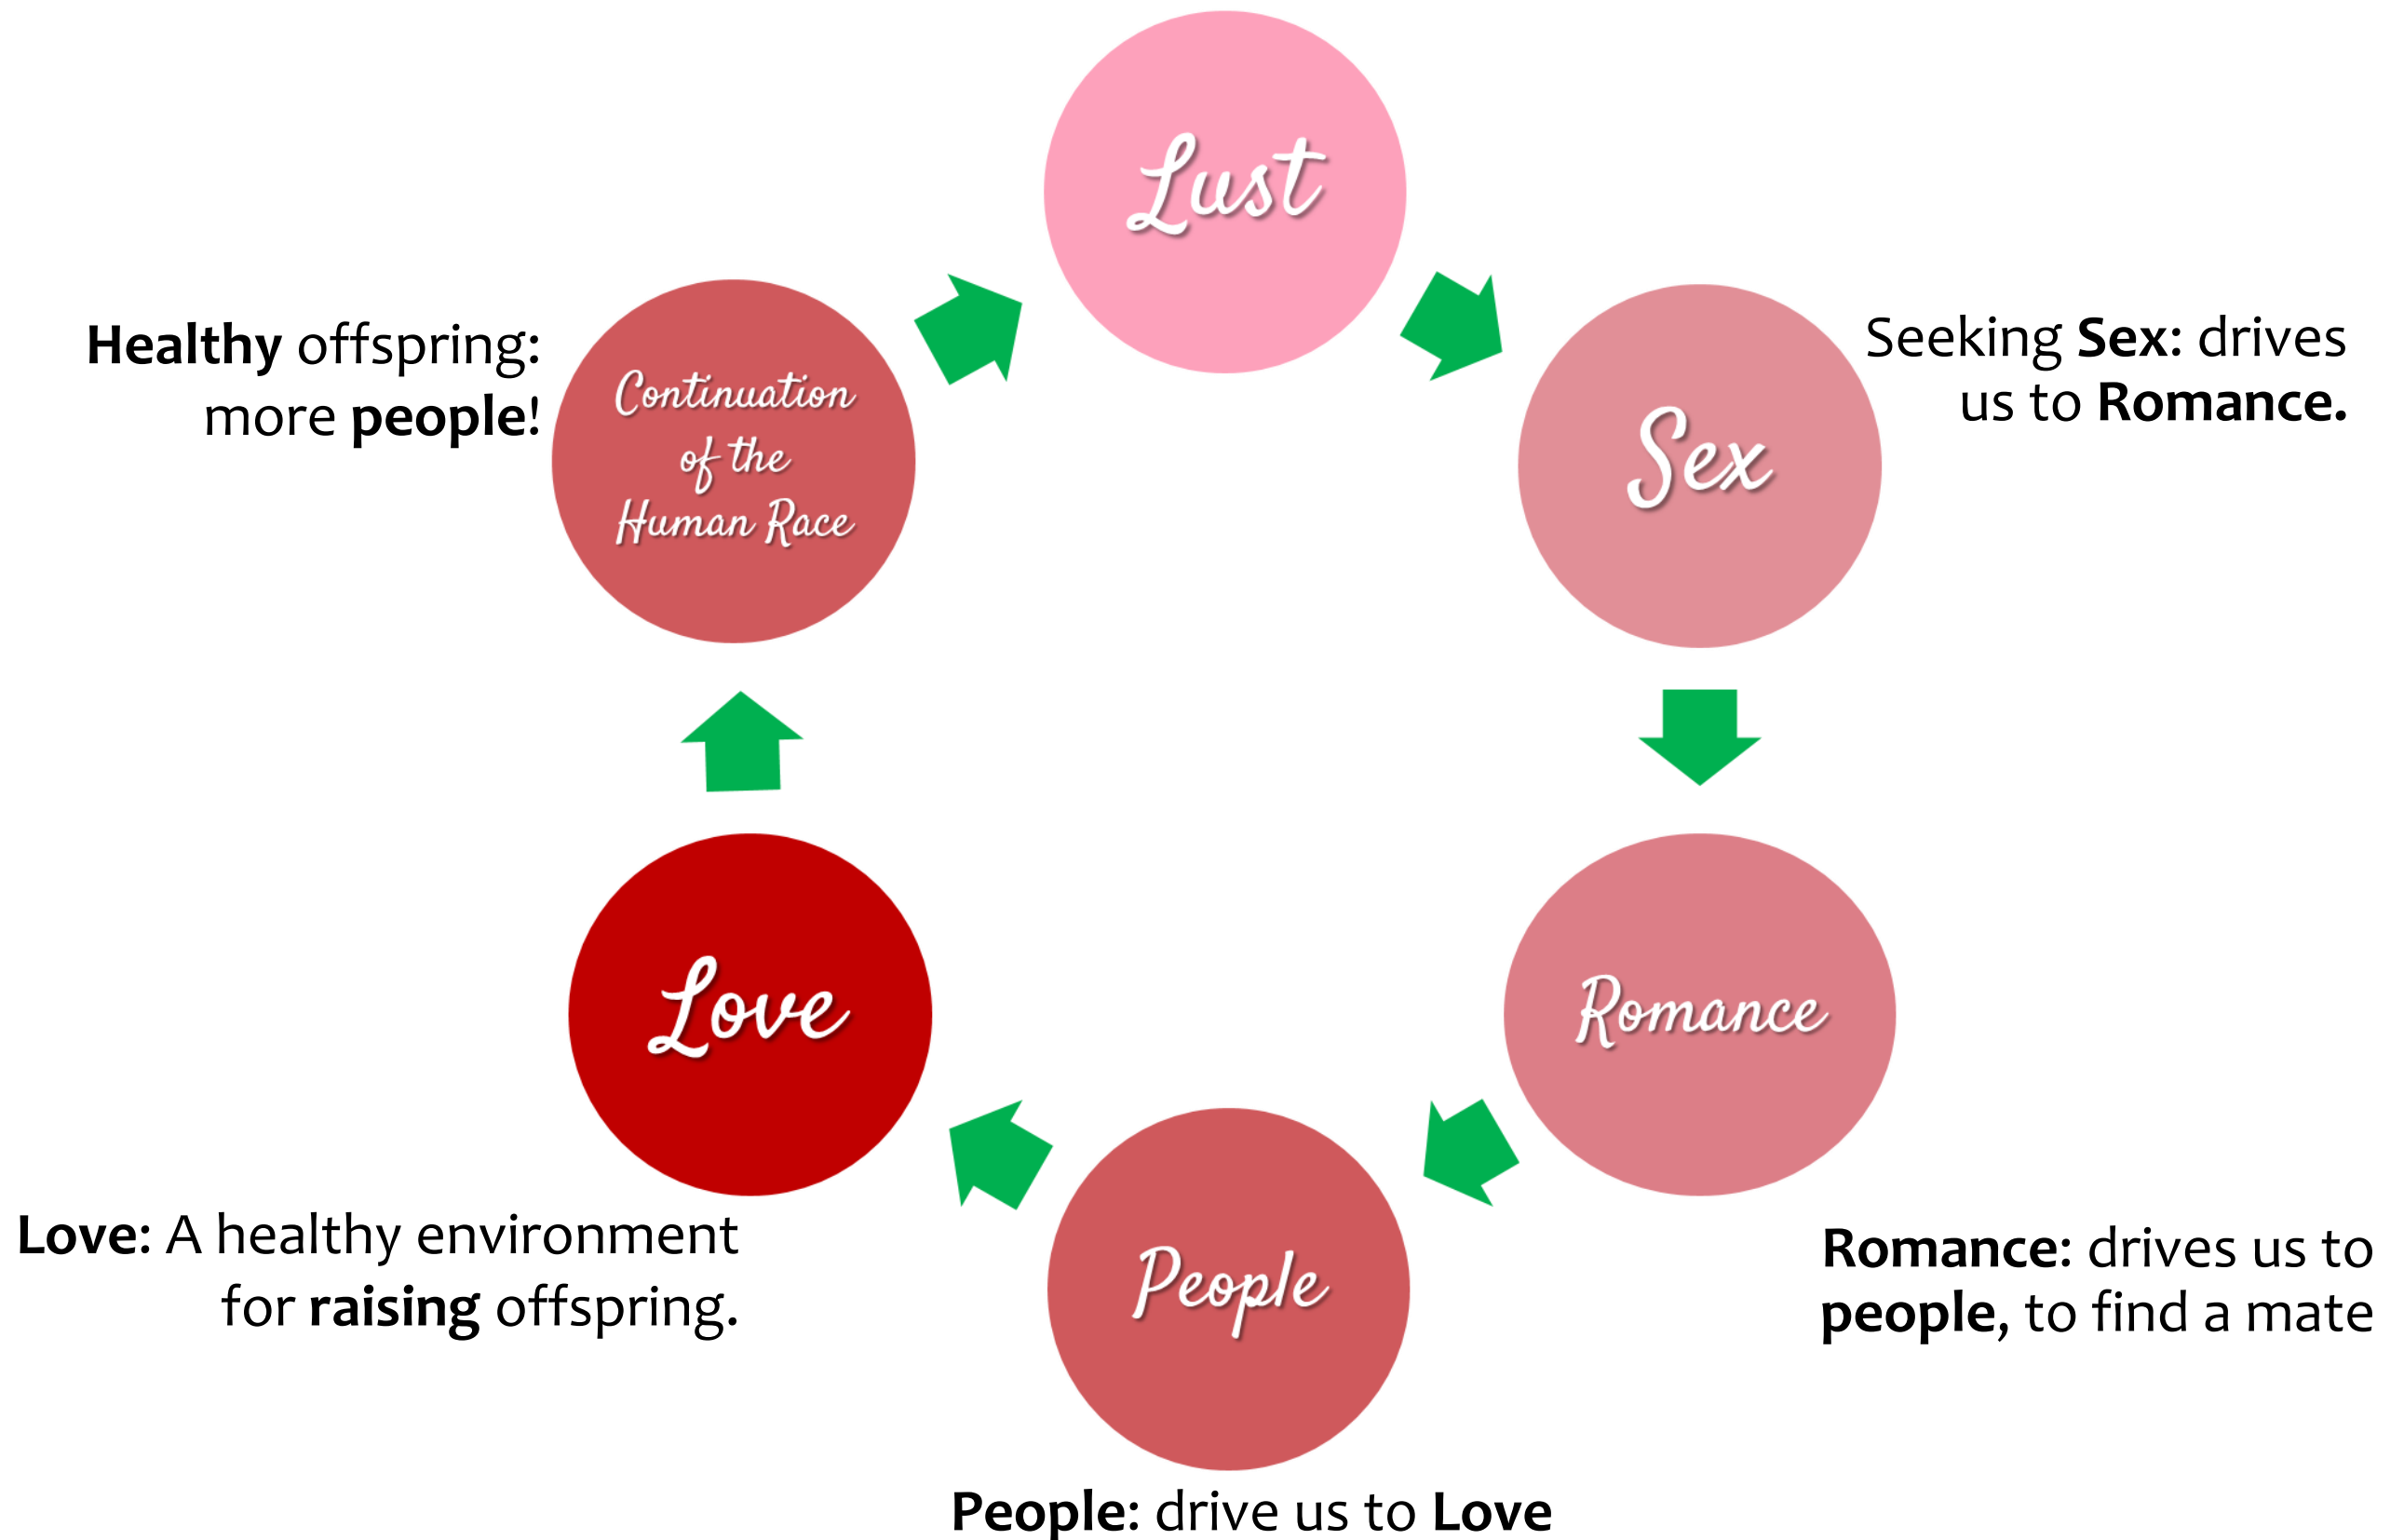 Lust
Healthy offspring:
more people!
Continuation
of the
Human Race
Seeking Sex: drives
us to Romance.
Sex
Love
Romance
Love: A healthy environment
for raising offspring.
People
Romance: drives us to
people, to find a mate
People: drive us to Love